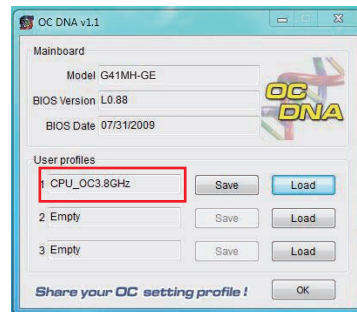 OC DNA v1.1
Mainboard
Model G41MH-GE
BIOS Version L0.88
BIOS Date 07/31/2009
OC
DNA
User profiles
1 CPU_OC3.8GHz Save Load
2 Empty Save Load
3 Empty Save Load
Share your OC setting profile! OK